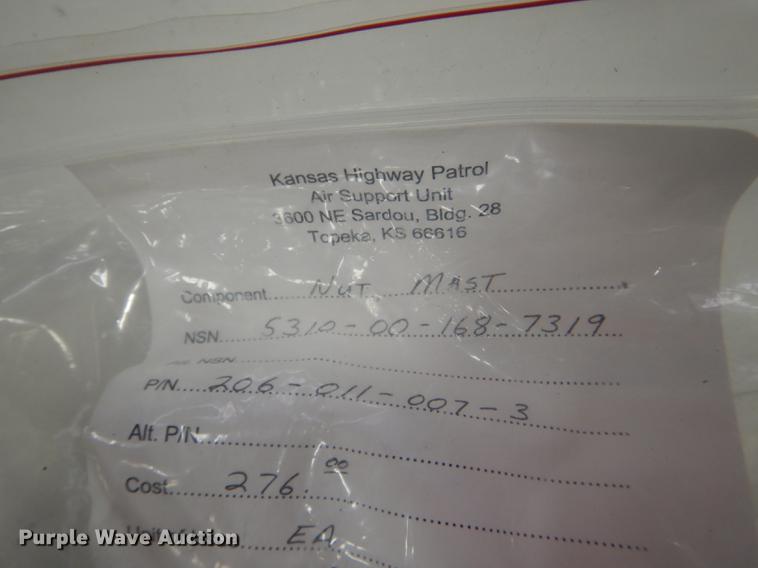 Kansas Highway Patrol
Air Support Unit
3600 NE Sardou, Bldg. 28
Topeka, KS 66616
Component NUT MAST
NSN 5310-00-168-7319
Alt. NSN
P/N 206-011-007-3
Alt. P/N
Cost 276.00
EA
Purple Wave Auction